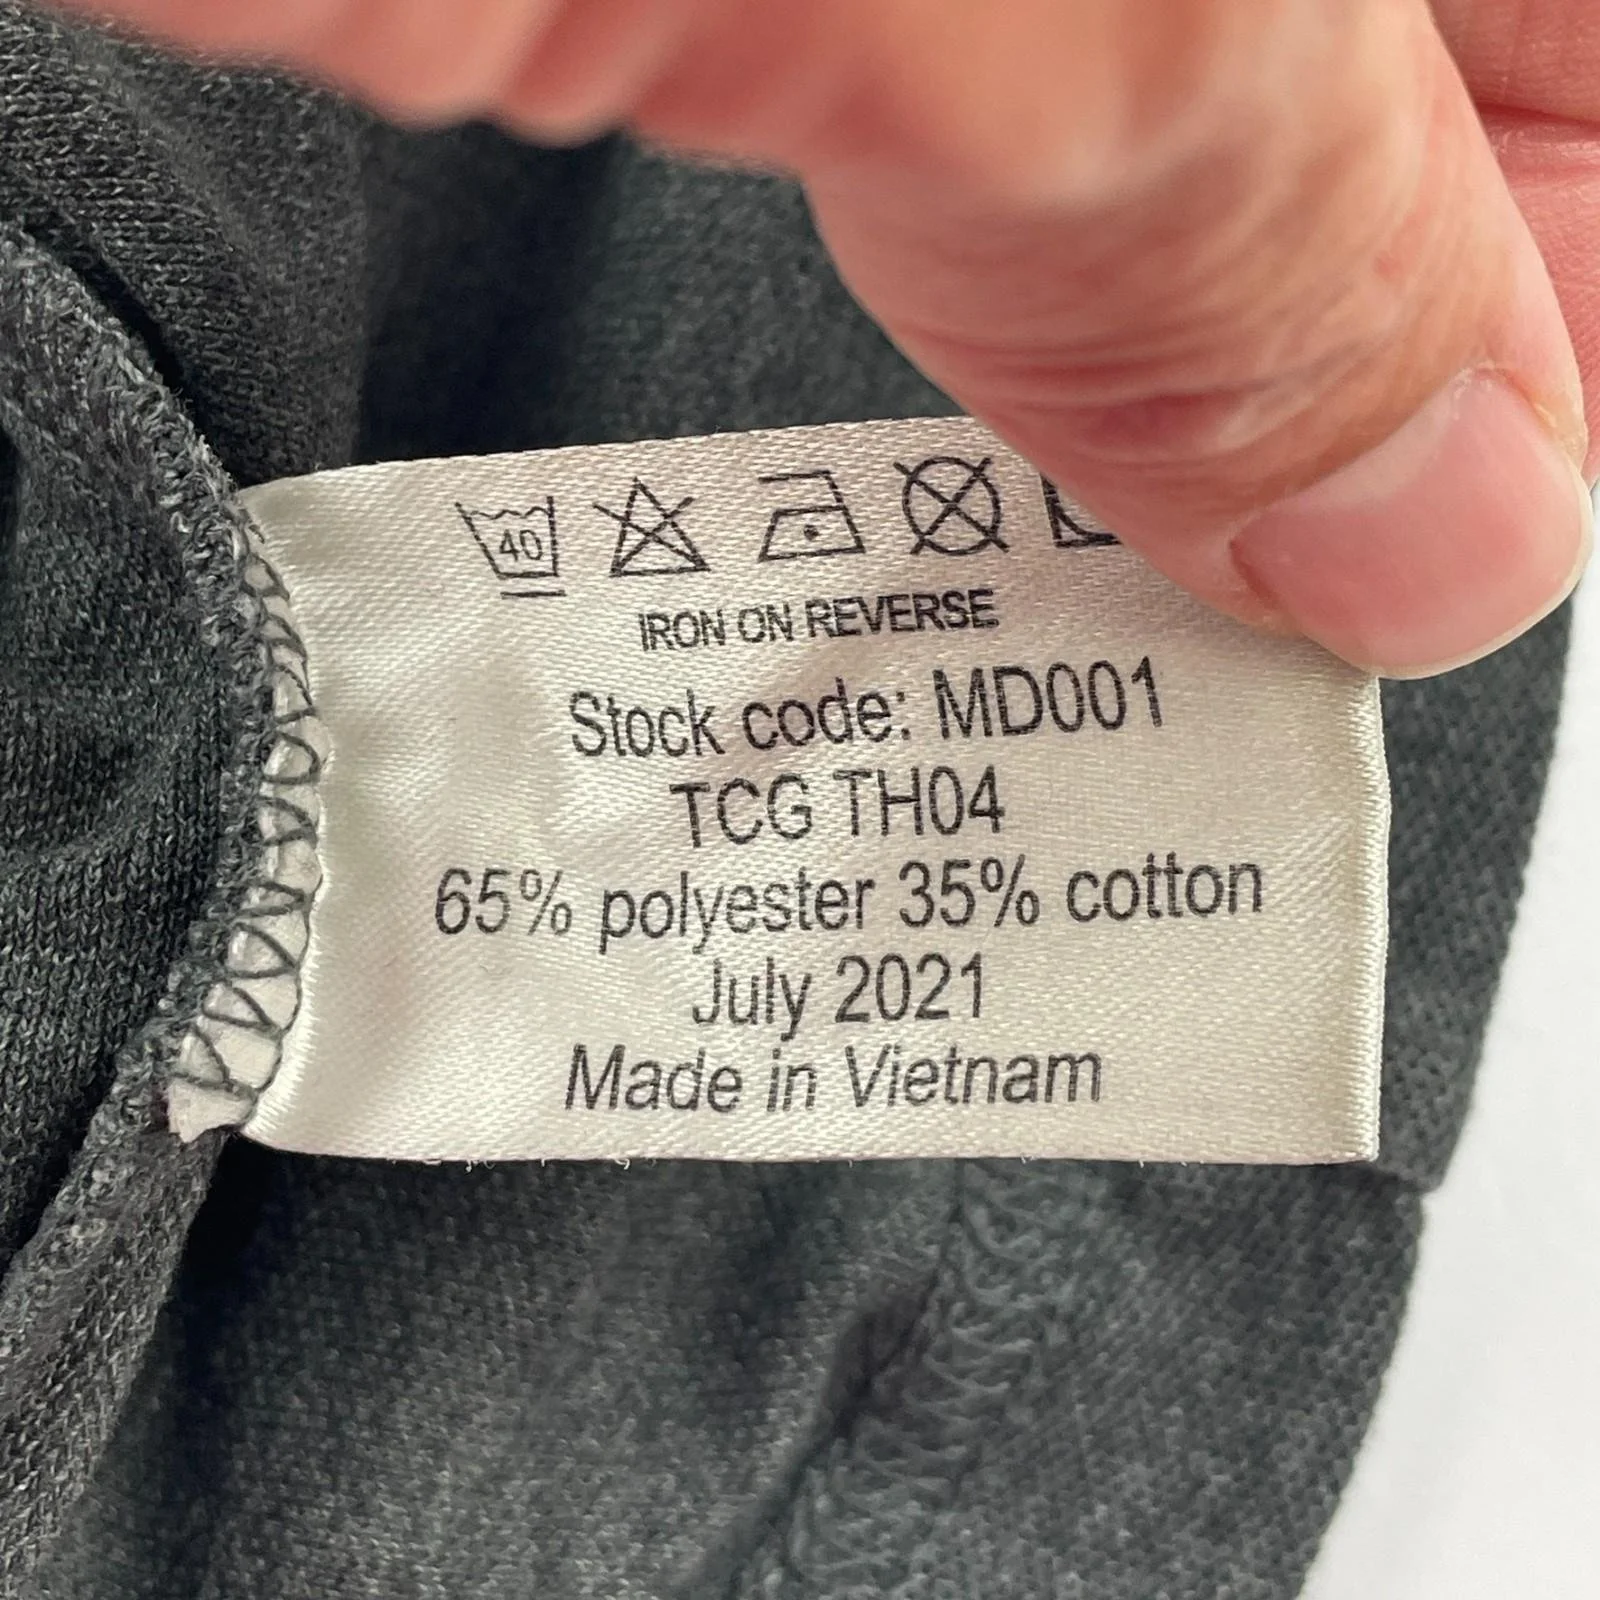 40
IRON ON REVERSE
Stock code: MD001
TCG TH04
65% polyester 35% cotton
July 2021
Made in Vietnam